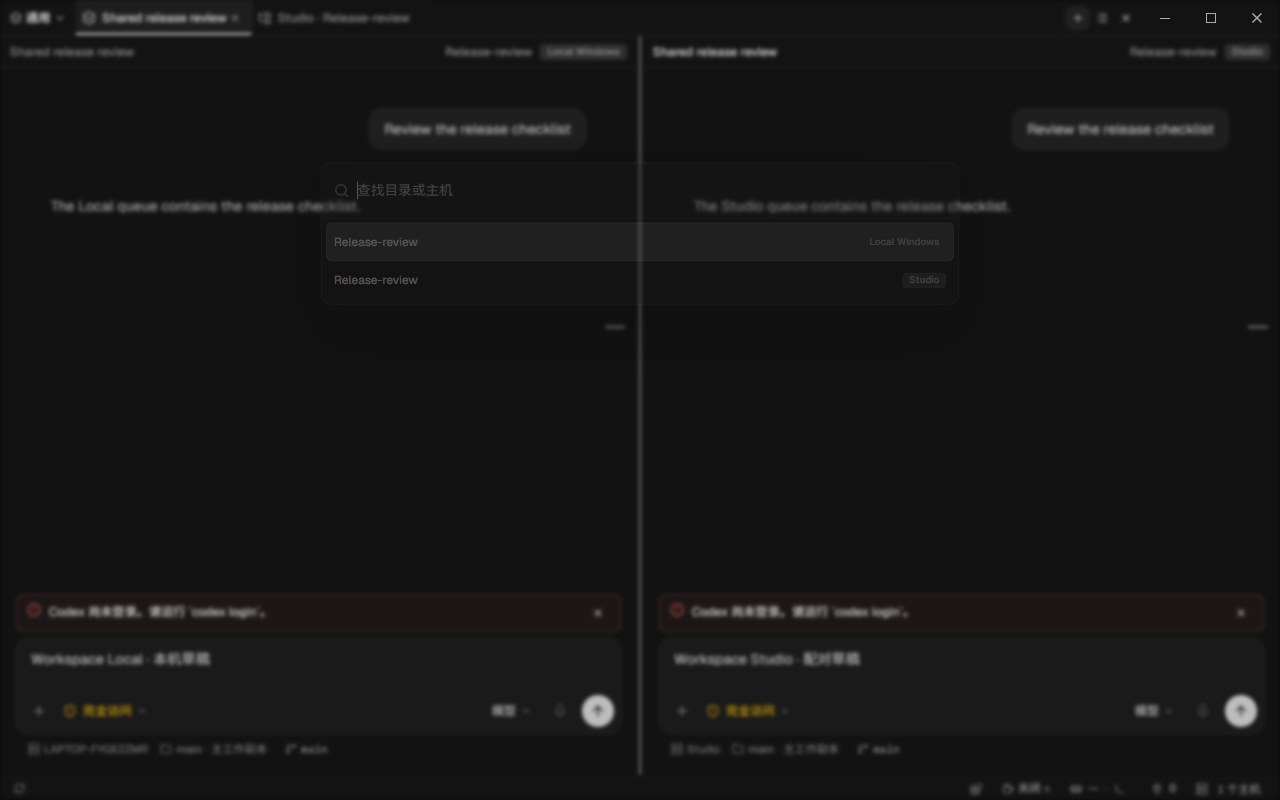 通用
Shared release review
Studio · Release-review
Shared release review
Release-review
Local Windows
Shared release review
Release-review
Studio
Review the release checklist
Review the release checklist
查找目录或主机
The Local queue contains the release checklist.
The Studio queue contains the release checklist.
Release-review
Local Windows
Release-review
Studio
Codex 尚未登录。请运行 `codex login`。
Codex 尚未登录。请运行 `codex login`。
Workspace Local · 本机草稿
Workspace Studio · 配对草稿
完全访问
模型
完全访问
模型
main · 主工作副本
main
Studio
main · 主工作副本
main
1 个主机